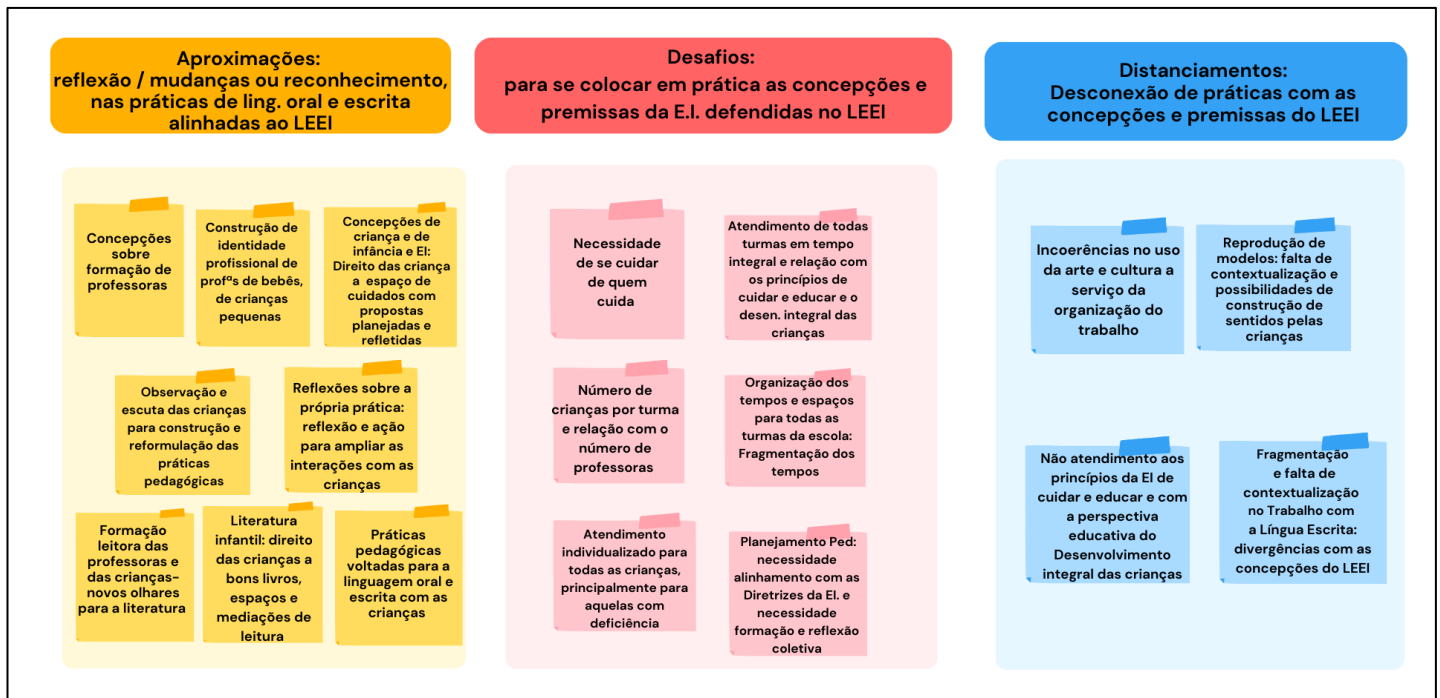 Aproximações:
reflexão / mudanças ou reconhecimento,
nas práticas de ling. oral e escrita
alinhadas ao LEEI
Concepções
sobre
formação de
professoras
Construção de
identidade
profissional de
profªs de bebês,
de crianças
pequenas
Concepções de
criança e de
infância e EI:
Direito das criança
a espaço de
cuidados com
propostas
planejadas e
refletidas
Observação e
escuta das crianças
para construção e
reformulação das
práticas
pedagógicas
Reflexões sobre a
própria prática:
reflexão e ação
para ampliar as
interações com as
crianças
Formação
leitora das
professoras e
das crianças-
novos olhares
para a literatura
Literatura
infantil: direito
das crianças a
bons livros,
espaços e
mediações de
leitura
Práticas
pedagógicas
voltadas para a
linguagem oral e
escrita com as
crianças
Desafios:
para se colocar em prática as concepções e
premissas da E.I. defendidas no LEEI
Necessidade
de se cuidar
de quem
cuida
Atendimento de todas
turmas em tempo
integral e relação com
os princípios de
cuidar e educar e o
desen. integral das
crianças
Número de
crianças por turma
e relação com o
número de
professoras
Organização dos
tempos e espaços
para todas as
turmas da escola:
Fragmentação dos
tempos
Atendimento
individualizado para
todas as crianças,
principalmente para
aquelas com
deficiência
Planejamento Ped:
necessidade
alinhamento com as
Diretrizes da EI. e
necessidade
formação e reflexão
coletiva
Distanciamentos:
Desconexão de práticas com as
concepções e premissas do LEEI
Incoerências no uso
da arte e cultura a
serviço da
organização do
trabalho
Reprodução de
modelos: falta de
contextualização e
possibilidades de
construção de
sentidos pelas
crianças
Não atendimento aos
princípios da EI de
cuidar e educar e com
a perspectiva
educativa do
Desenvolvimento
integral das crianças
Fragmentação
e falta de
contextualização
no Trabalho com
a Língua Escrita:
divergências com as
concepções do LEEI